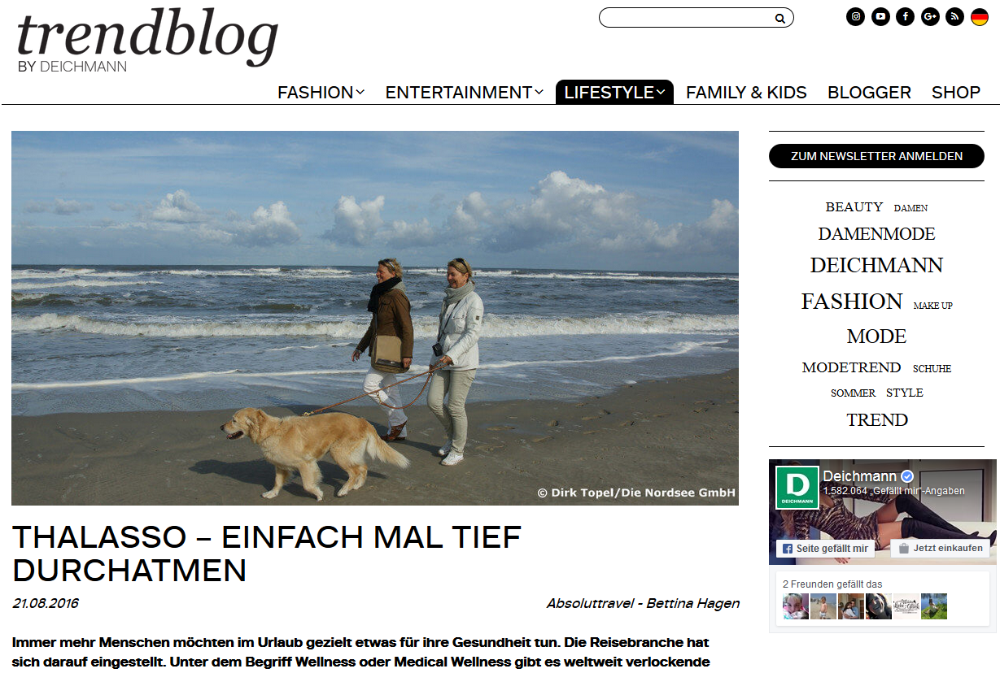 trendblog
BY DEICHMANN
FASHION ENTERTAINMENT LIFESTYLE FAMILY & KIDS BLOGGER SHOP
© Dirk Topel/Die Nordsee GmbH
THALASSO – EINFACH MAL TIEF
DURCHATMEN
21.08.2016 Absoluttravel - Bettina Hagen
Immer mehr Menschen möchten im Urlaub gezielt etwas für ihre Gesundheit tun. Die Reisebranche hat
sich darauf eingestellt. Unter dem Begriff Wellness oder Medical Wellness gibt es weltweit verlockende
ZUM NEWSLETTER ANMELDEN
BEAUTY DAMEN
DAMENMODE
DEICHMANN
FASHION MAKE UP
MODE
MODETREND SCHUHE
SOMMER STYLE
TREND
D
DEICHMANN
Deichmann
1.582.064 „Gefällt mir“-Angaben
Seite gefällt mir Jetzt einkaufen
2 Freunden gefällt das